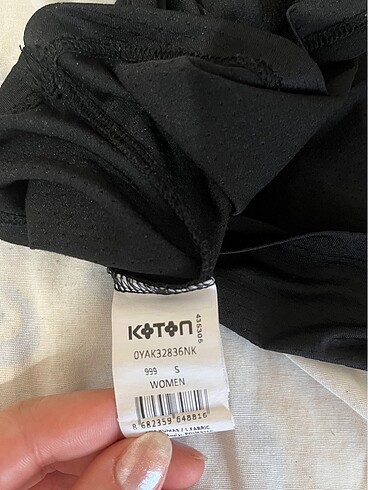 KOTON
435305
0YAK32836NK
999 S
WOMEN
8 682359 648816